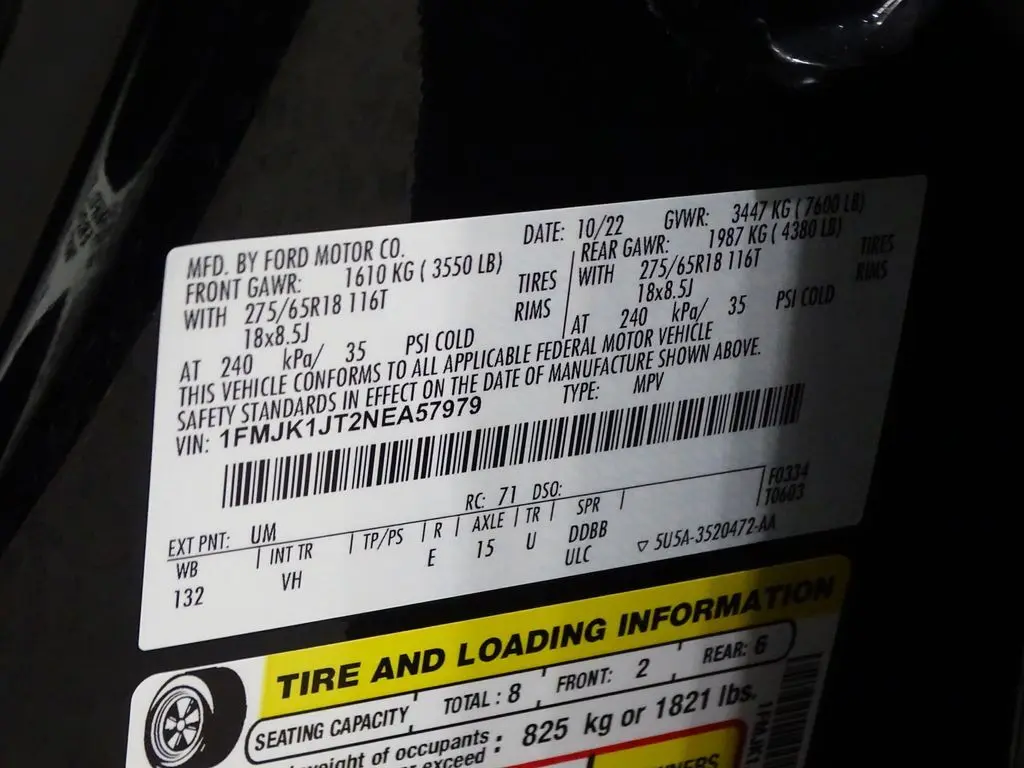 MFD. BY FORD MOTOR CO.
DATE: 10/22 GVWR: 3447 KG ( 7600 LB)
FRONT GAWR: 1610 KG ( 3550 LB)
REAR GAWR: 1987 KG ( 4380 LB)
WITH 275/65R18 116T TIRES
WITH 275/65R18 116T TIRES
18x8.5J RIMS
18x8.5J RIMS
AT 240 kPa/ 35 PSI COLD
AT 240 kPa/ 35 PSI COLD
THIS VEHICLE CONFORMS TO ALL APPLICABLE FEDERAL MOTOR VEHICLE
SAFETY STANDARDS IN EFFECT ON THE DATE OF MANUFACTURE SHOWN ABOVE.
VIN: 1FMJK1JT2NEA57979
TYPE: MPV
F0334
T0603
EXT PNT: UM RC: 71 DSO:
WB INT TR TP/PS R AXLE TR SPR
132 VH E 15 U DDBB
ULC
5U5A-3520472-AA
TIRE AND LOADING INFORMATION
SEATING CAPACITY TOTAL : 8 FRONT: 2 REAR: 6
weight of occupants
exceed : 825 kg or 1821 lbs.
1FMJK1